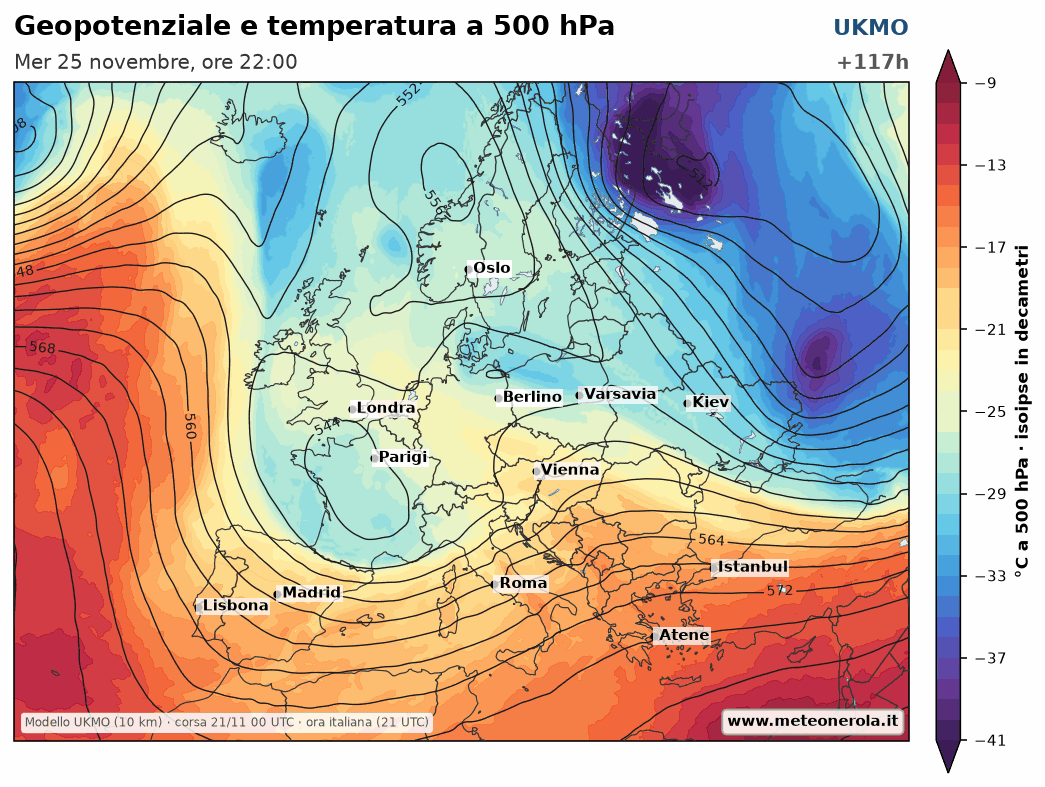 Geopotenziale e temperatura a 500 hPa
UKMO
Mer 25 novembre, ore 22:00
+117h
552
512
556
48
568
560
544
564
572
Oslo
Berlino
Varsavia
Kiev
Londra
Parigi
Vienna
Roma
Istanbul
Madrid
Lisbona
Atene
Modello UKMO (10 km) · corsa 21/11 00 UTC · ora italiana (21 UTC)
www.meteonerola.it
−9
−13
−17
−21
−25
−29
−33
−37
−41
°C a 500 hPa · isoipse in decametri